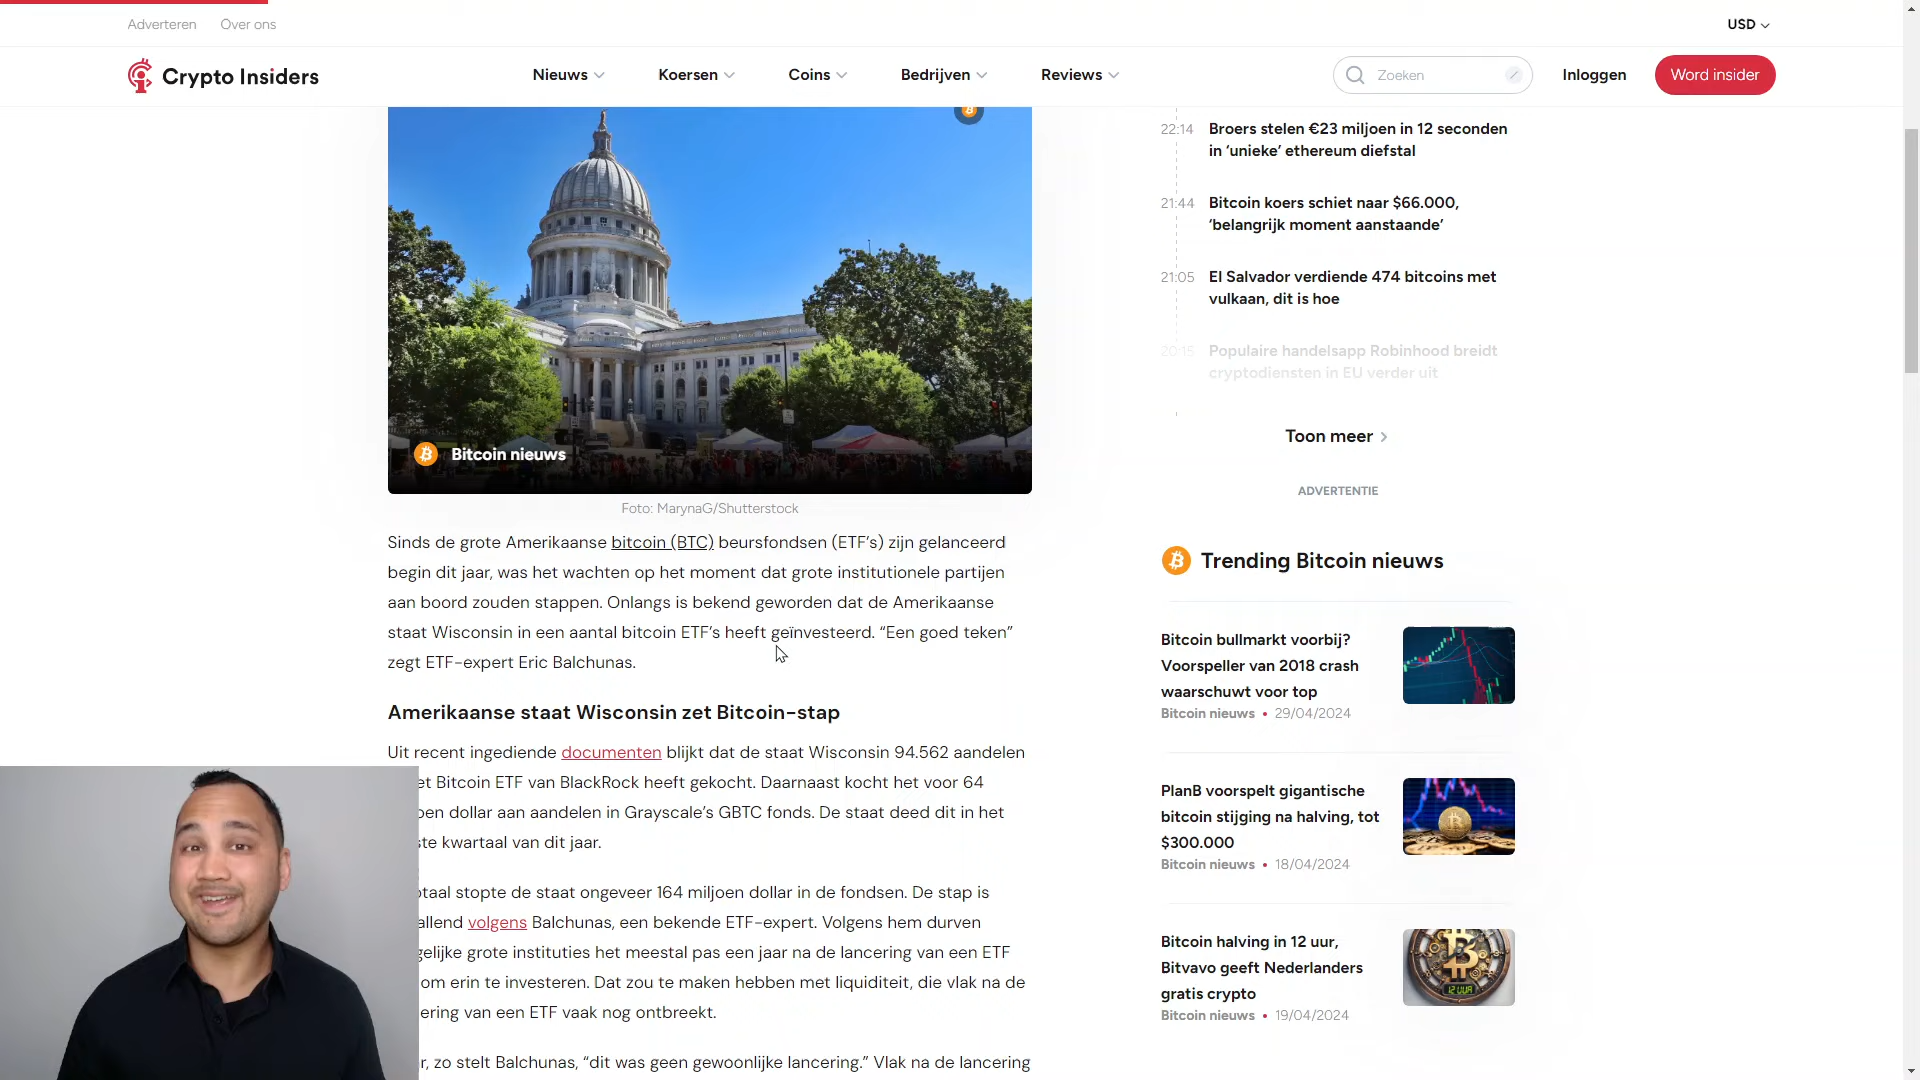 Adverteren Over ons USD
Crypto Insiders Nieuws Koersen Coins Bedrijven Reviews Zoeken Inloggen Word insider
Bitcoin nieuws
Foto: MarynaG/Shutterstock
Sinds de grote Amerikaanse bitcoin (BTC) beursfondsen (ETF’s) zijn gelanceerd
begin dit jaar, was het wachten op het moment dat grote institutionele partijen
aan boord zouden stappen. Onlangs is bekend geworden dat de Amerikaanse
staat Wisconsin in een aantal bitcoin ETF’s heeft geïnvesteerd. “Een goed teken”
zegt ETF-expert Eric Balchunas.
Amerikaanse staat Wisconsin zet Bitcoin-stap
Uit recent ingediende documenten blijkt dat de staat Wisconsin 94.562 aandelen
et Bitcoin ETF van BlackRock heeft gekocht. Daarnaast kocht het voor 64
oen dollar aan aandelen in Grayscale’s GBTC fonds. De staat deed dit in het
te kwartaal van dit jaar.
taal stopte de staat ongeveer 164 miljoen dollar in de fondsen. De stap is
allend volgens Balchunas, een bekende ETF-expert. Volgens hem durven
gelijke grote instituties het meestal pas een jaar na de lancering van een ETF
om erin te investeren. Dat zou te maken hebben met liquiditeit, die vlak na de
ering van een ETF vaak nog ontbreekt.
r, zo stelt Balchunas, “dit was geen gewoonlijke lancering.” Vlak na de lancering
22:14 Broers stelen €23 miljoen in 12 seconden
in ‘unieke’ ethereum diefstal
21:44 Bitcoin koers schiet naar $66.000,
‘belangrijk moment aanstaande’
21:05 El Salvador verdiende 474 bitcoins met
vulkaan, dit is hoe
20:15 Populaire handelsapp Robinhood breidt
cryptodiensten in EU verder uit
Toon meer
ADVERTENTIE
Trending Bitcoin nieuws
Bitcoin bullmarkt voorbij?
Voorspeller van 2018 crash
waarschuwt voor top
Bitcoin nieuws • 29/04/2024
PlanB voorspelt gigantische
bitcoin stijging na halving, tot
$300.000
Bitcoin nieuws • 18/04/2024
Bitcoin halving in 12 uur,
Bitvavo geeft Nederlanders
gratis crypto
Bitcoin nieuws • 19/04/2024
12 UUR